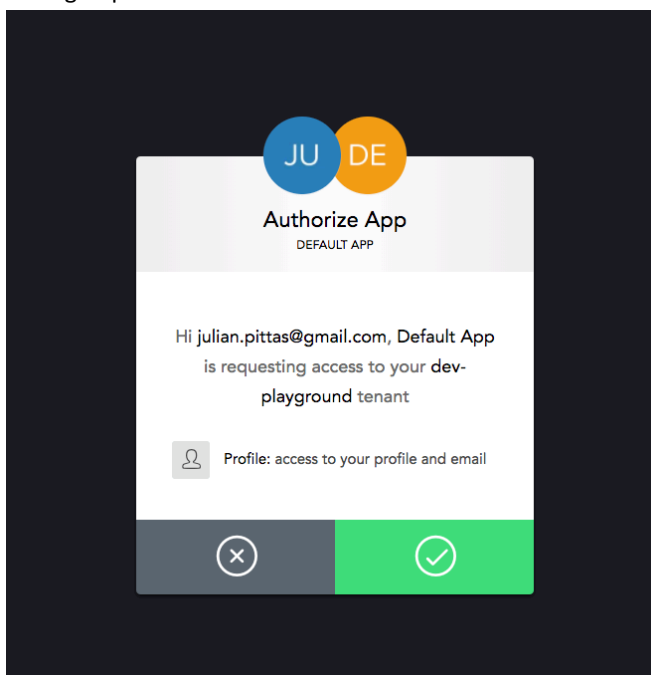 JU DE
Authorize App
DEFAULT APP
Hi julian.pittas@gmail.com, Default App
is requesting access to your dev-
playground tenant
Profile: access to your profile and email